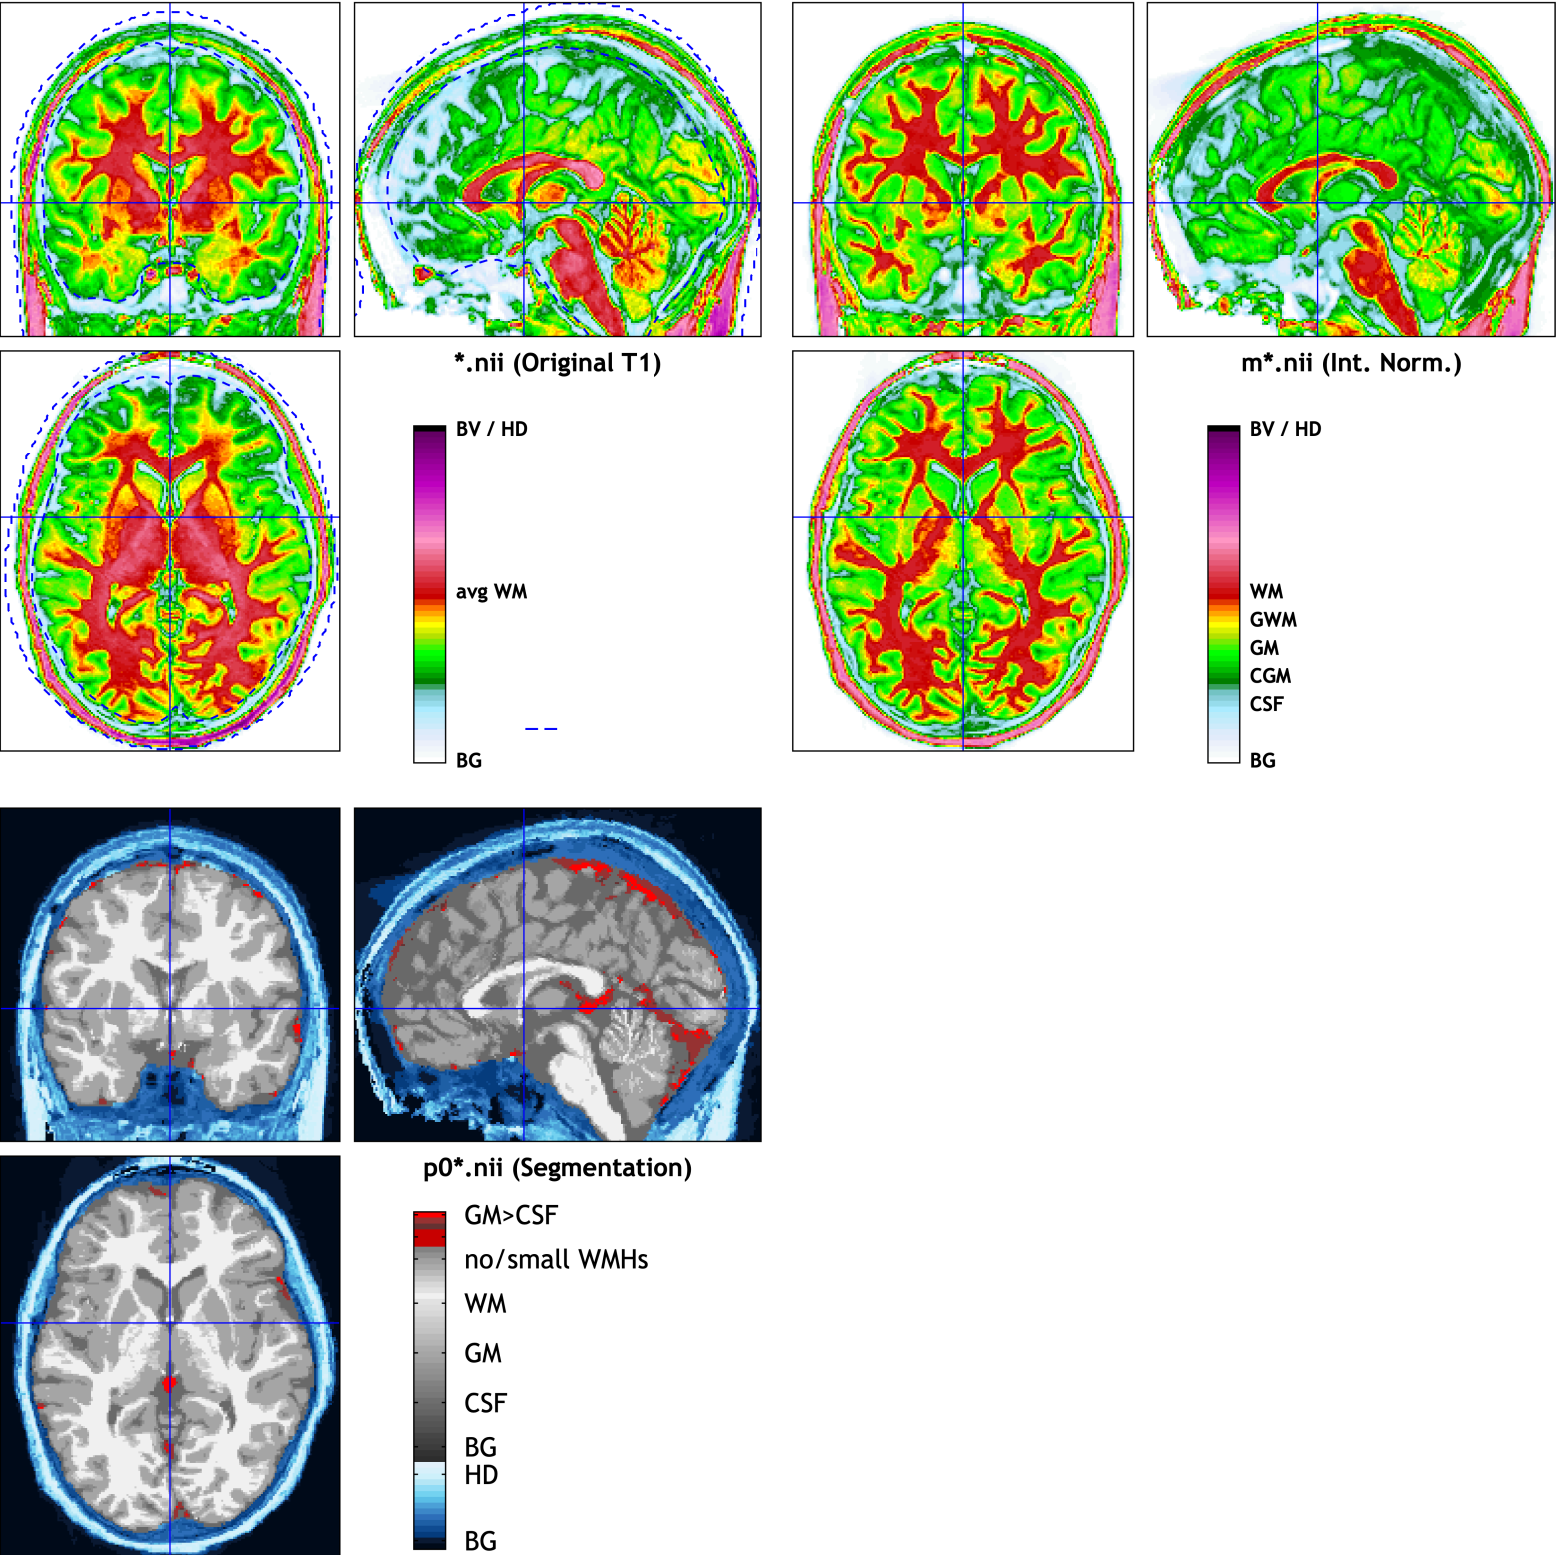 *.nii (Original T1)
BV / HD
avg WM
BG
m*.nii (Int. Norm.)
BV / HD
WM
GWM
GM
CGM
CSF
BG
p0*.nii (Segmentation)
GM>CSF
no/small WMHs
WM
GM
CSF
BG
HD
BG